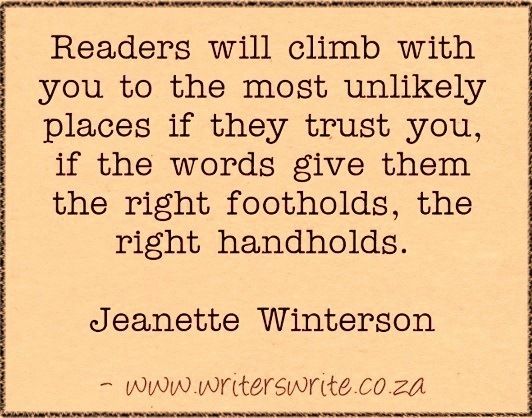 Readers will climb with
you to the most unlikely
places if they trust you,
if the words give them
the right footholds, the
right handholds.
Jeanette Winterson
- www.writerswrite.co.za